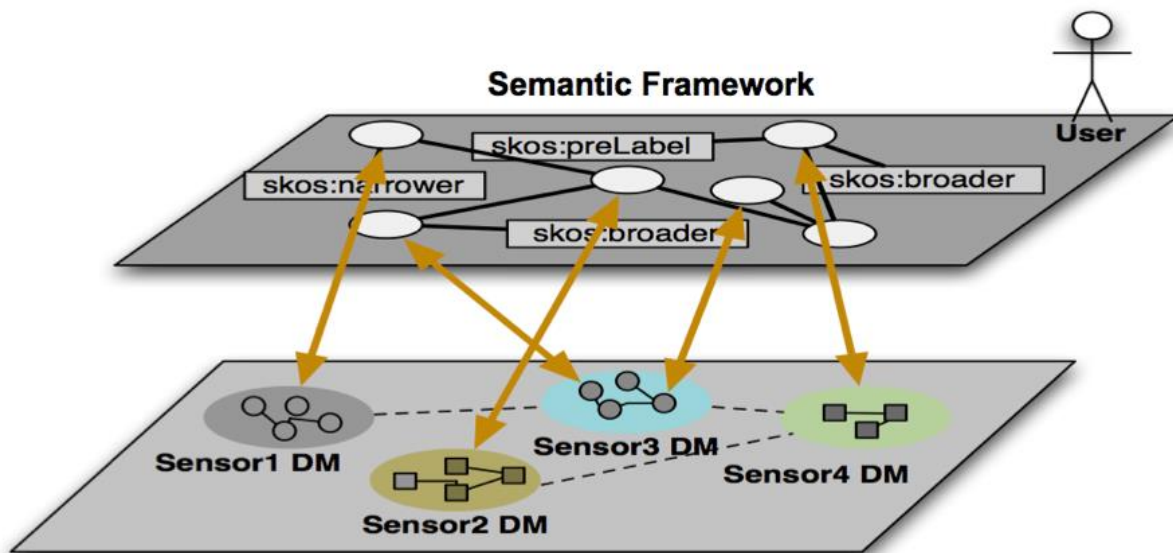 Semantic Framework
User
skos:preLabel
skos:narrower
skos:broader
skos:broader
Sensor1 DM
Sensor3 DM
Sensor4 DM
Sensor2 DM